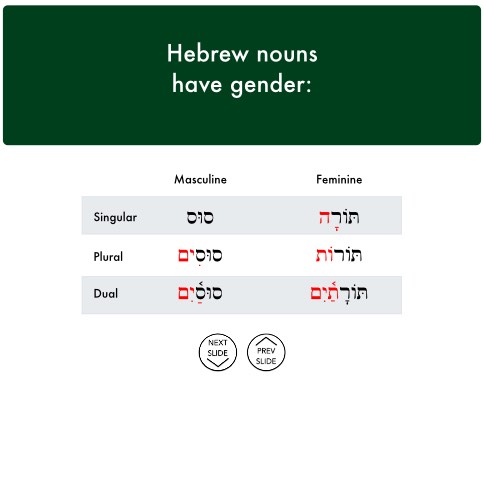 Hebrew nouns
have gender:
Masculine Feminine
Singular סוּס תּוֹרָה
Plural סוּסִים תּוֹרוֹת
Dual סוּסַ֫יִם תּוֹרָתַ֫יִם
NEXT
SLIDE
PREV
SLIDE